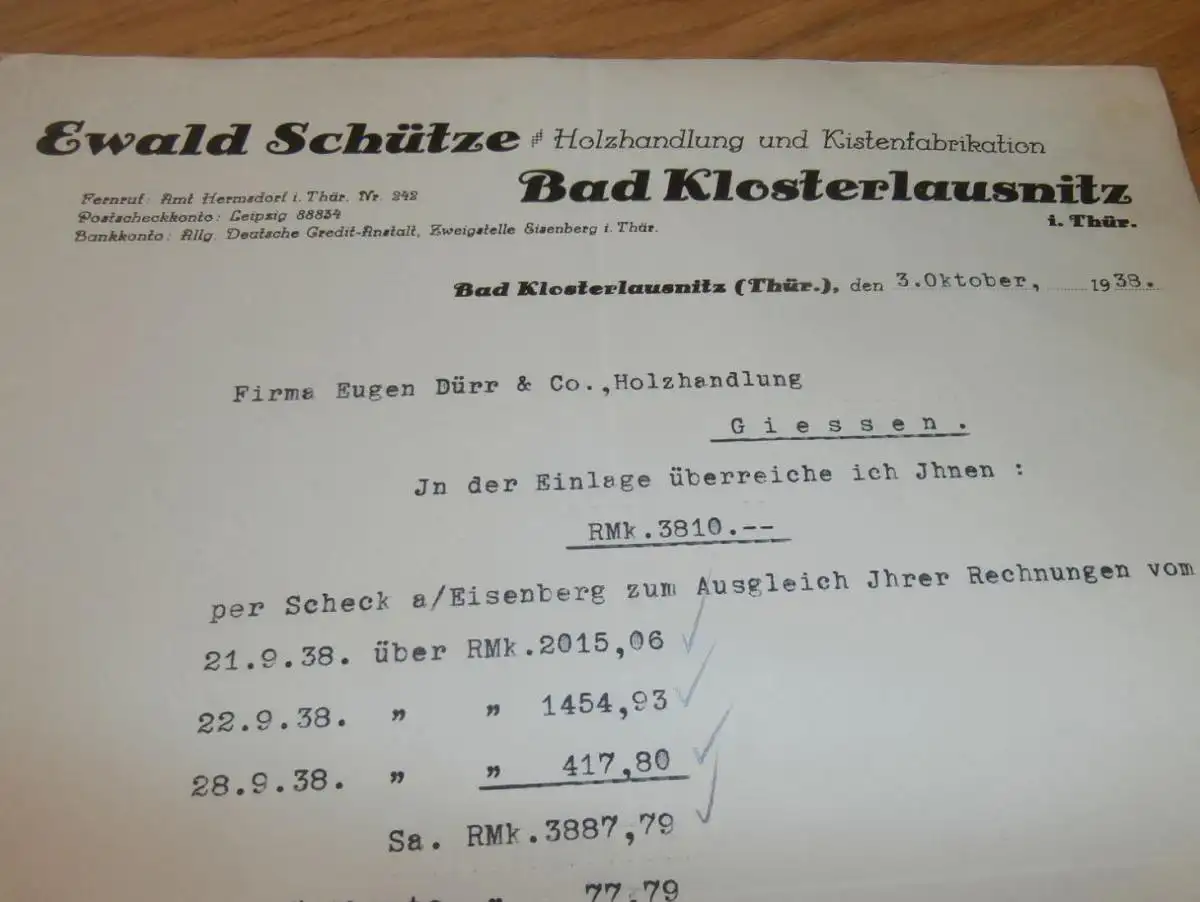 Ewald Schütze # Holzhandlung und Kistenfabrikation
Bad Klosterlausnitz
i. Thür.
Fernruf: Amt Hermsdorf i. Thür. Nr. 242
Postscheckkonto: Leipzig 88834
Bankkonto: Allg. Deutsche Credit-Anstalt, Zweigstelle Eisenberg i. Thür.
Bad Klosterlausnitz (Thür.), den 3.Oktober, 1938.
Firma Eugen Dürr & Co.,Holzhandlung
G i e s s e n .
Jn der Einlage überreiche ich Jhnen :
RMk.3810.--
per Scheck a/Eisenberg zum Ausgleich Jhrer Rechnungen vom
21.9.38. über RMk.2015,06
22.9.38. " " 1454,93
28.9.38. " " 417,80
Sa. RMk.3887,79
" 77,79